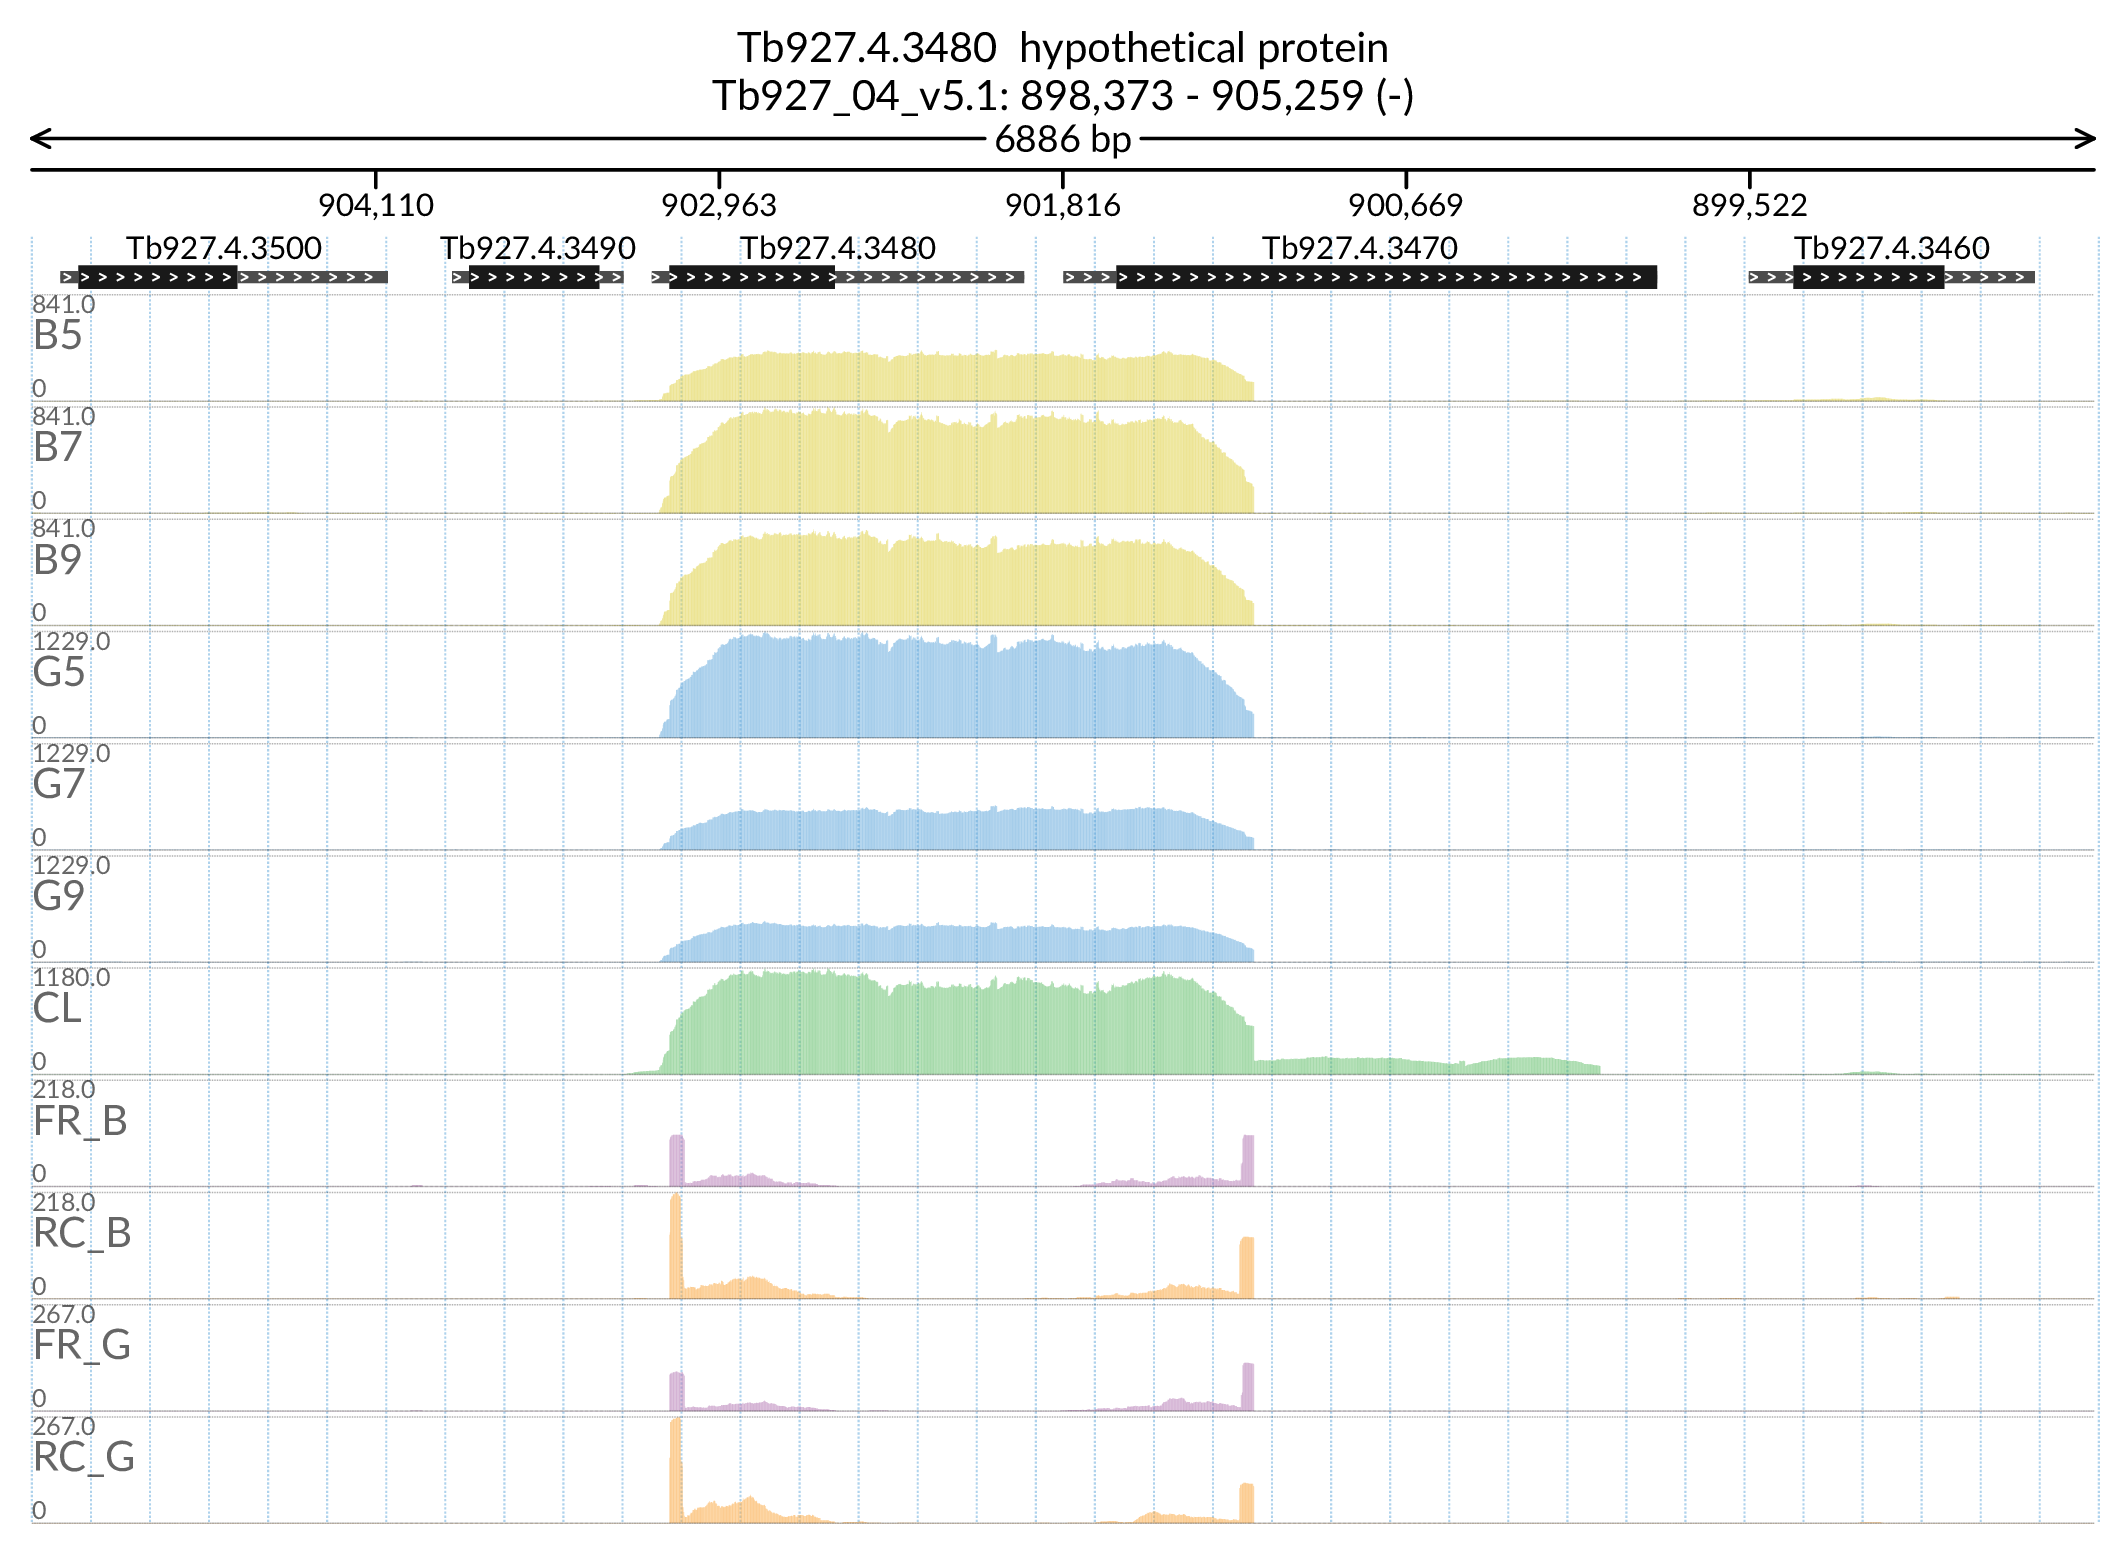 Tb927.4.3480  hypothetical protein
Tb927_04_v5.1: 898,373 - 905,259 (-)
6886 bp
904,110 902,963 901,816 900,669 899,522
Tb927.4.3500 Tb927.4.3490 Tb927.4.3480 Tb927.4.3470 Tb927.4.3460
841.0
B5
0
841.0
B7
0
841.0
B9
0
1229.0
G5
0
1229.0
G7
0
1229.0
G9
0
1180.0
CL
0
218.0
FR_B
0
218.0
RC_B
0
267.0
FR_G
0
267.0
RC_G
0